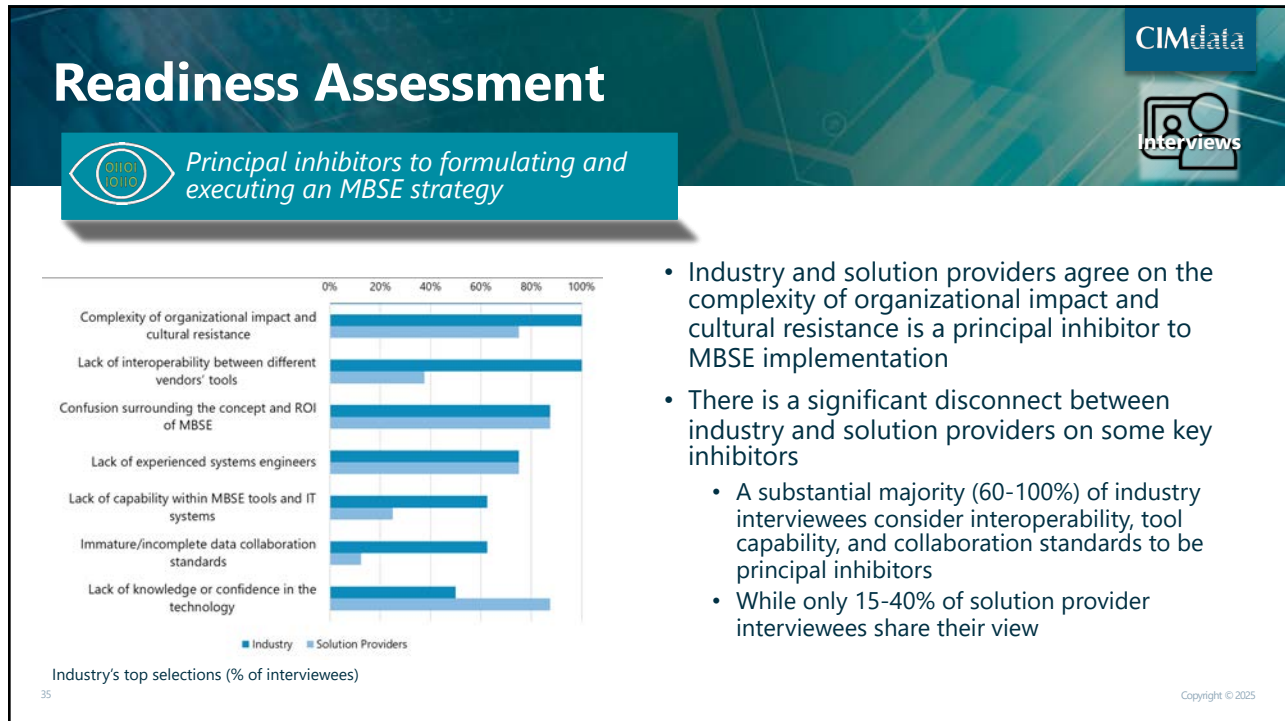 CIMdata
Readiness Assessment
Interviews
01101
10110
Principal inhibitors to formulating and
executing an MBSE strategy
0% 20% 40% 60% 80% 100%
Complexity of organizational impact and
cultural resistance
Lack of interoperability between different
vendors' tools
Confusion surrounding the concept and ROI
of MBSE
Lack of experienced systems engineers
Lack of capability within MBSE tools and IT
systems
Immature/incomplete data collaboration
standards
Lack of knowledge or confidence in the
technology
Industry Solution Providers
Industry's top selections (% of interviewees)
• Industry and solution providers agree on the
complexity of organizational impact and
cultural resistance is a principal inhibitor to
MBSE implementation
• There is a significant disconnect between
industry and solution providers on some key
inhibitors
• A substantial majority (60-100%) of industry
interviewees consider interoperability, tool
capability, and collaboration standards to be
principal inhibitors
• While only 15-40% of solution provider
interviewees share their view
35
Copyright © 2025